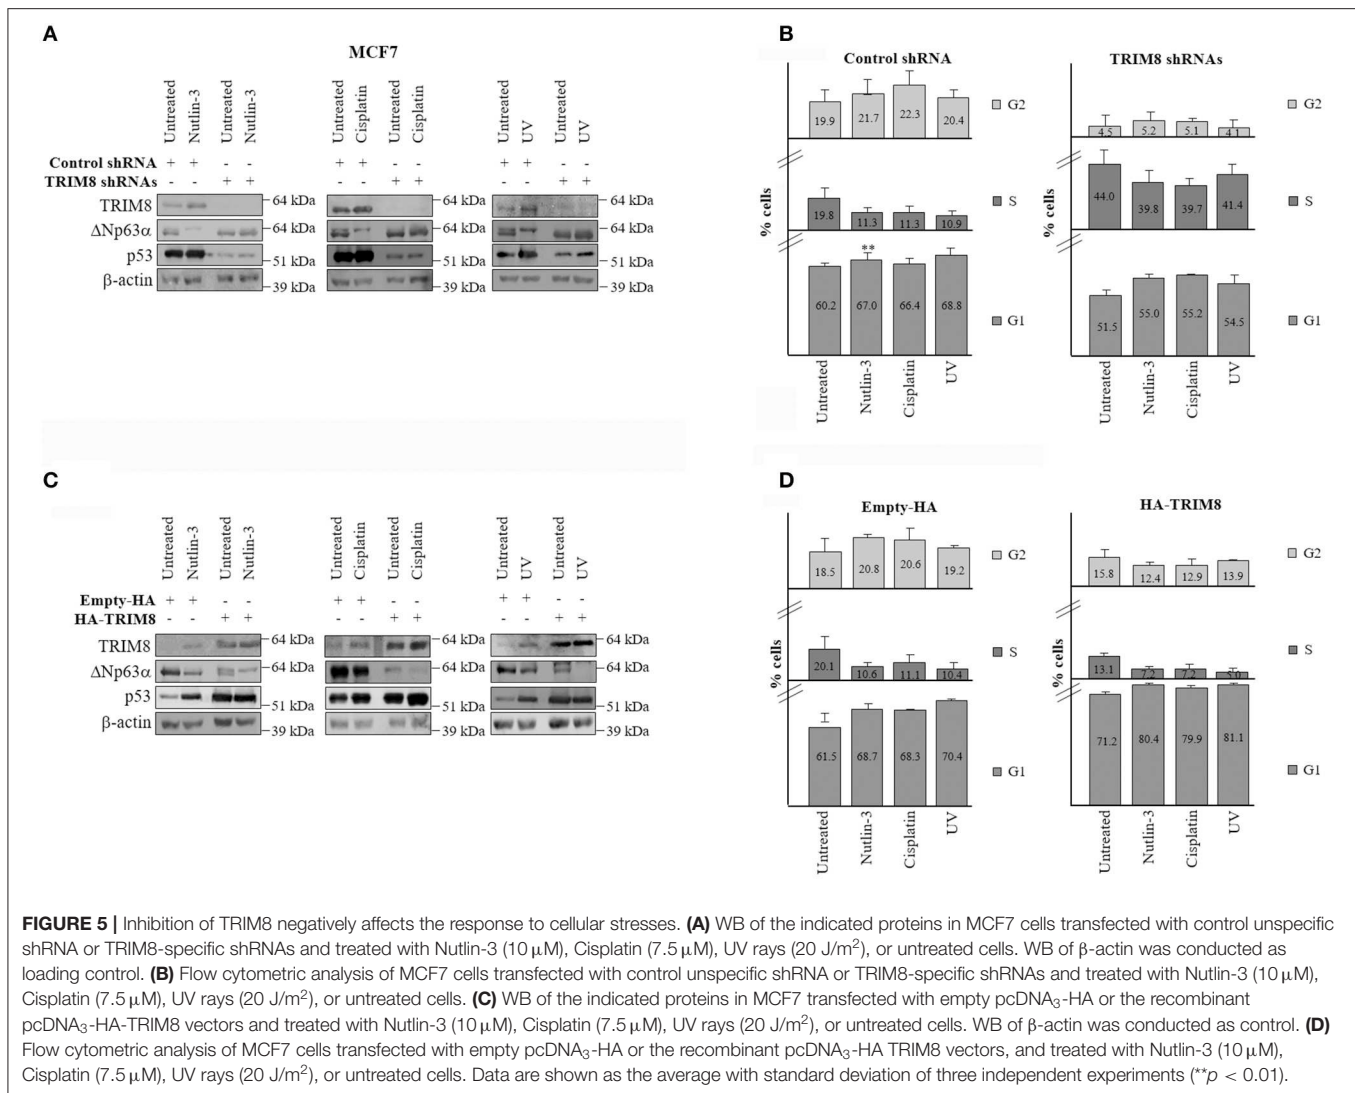 A
MCF7
Untreated
Nutlin-3
Untreated
Nutlin-3
Untreated
Cisplatin
Untreated
Cisplatin
Untreated
UV
Untreated
UV
Control shRNA + + - - + + - - + + - -
TRIM8 shRNAs - - + + - - + + - - + +
TRIM8 64 kDa 64 kDa 64 kDa
ΔNp63α 64 kDa 64 kDa 64 kDa
p53 51 kDa 51 kDa 51 kDa
β-actin 39 kDa 39 kDa 39 kDa
B
Control shRNA
% cells
19.9 21.7 22.3 20.4 G2
19.8 11.3 11.3 10.9 S
**
60.2 67.0 66.4 68.8 G1
Untreated
Nutlin-3
Cisplatin
UV
TRIM8 shRNAs
4.5 5.2 5.1 4.1 G2
44.0 39.8 39.7 41.4 S
51.5 55.0 55.2 54.5 G1
Untreated
Nutlin-3
Cisplatin
UV
C
Untreated
Nutlin-3
Untreated
Nutlin-3
Untreated
Cisplatin
Untreated
Cisplatin
Untreated
UV
Untreated
UV
Empty-HA + + - - + + - - + + - -
HA-TRIM8 - - + + - - + + - - + +
TRIM8 64 kDa 64 kDa 64 kDa
ΔNp63α 64 kDa 64 kDa 64 kDa
p53 51 kDa 51 kDa 51 kDa
β-actin 39 kDa 39 kDa 39 kDa
D
Empty-HA
% cells
18.5 20.8 20.6 19.2 G2
20.1 10.6 11.1 10.4 S
61.5 68.7 68.3 70.4 G1
Untreated
Nutlin-3
Cisplatin
UV
HA-TRIM8
% cells
15.8 12.4 12.9 13.9 G2
13.1 7.2 7.2 5.0 S
71.2 80.4 79.9 81.1 G1
Untreated
Nutlin-3
Cisplatin
UV
FIGURE 5 | Inhibition of TRIM8 negatively affects the response to cellular stresses. (A) WB of the indicated proteins in MCF7 cells transfected with control unspecific
shRNA or TRIM8-specific shRNAs and treated with Nutlin-3 (10 μM), Cisplatin (7.5 μM), UV rays (20 J/m²), or untreated cells. WB of β-actin was conducted as
loading control. (B) Flow cytometric analysis of MCF7 cells transfected with control unspecific shRNA or TRIM8-specific shRNAs and treated with Nutlin-3 (10 μM),
Cisplatin (7.5 μM), UV rays (20 J/m²), or untreated cells. (C) WB of the indicated proteins in MCF7 transfected with empty pcDNA₃-HA or the recombinant
pcDNA₃-HA-TRIM8 vectors and treated with Nutlin-3 (10 μM), Cisplatin (7.5 μM), UV rays (20 J/m²), or untreated cells. WB of β-actin was conducted as control. (D)
Flow cytometric analysis of MCF7 cells transfected with empty pcDNA₃-HA or the recombinant pcDNA₃-HA TRIM8 vectors, and treated with Nutlin-3 (10 μM),
Cisplatin (7.5 μM), UV rays (20 J/m²), or untreated cells. Data are shown as the average with standard deviation of three independent experiments (**p < 0.01).